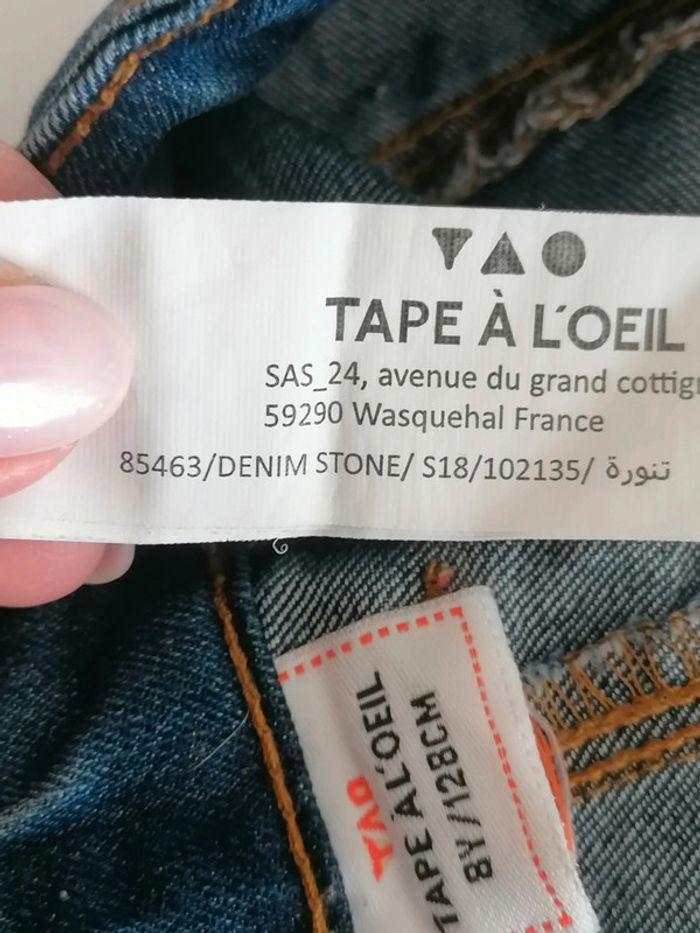 TAPE À L'OEIL
SAS_24, avenue du grand
59290 Wasquehal France
85463/DENIM STONE/ S18/102135/ تنورة
TAO
TAPE A L'OEIL
8Y/128CM